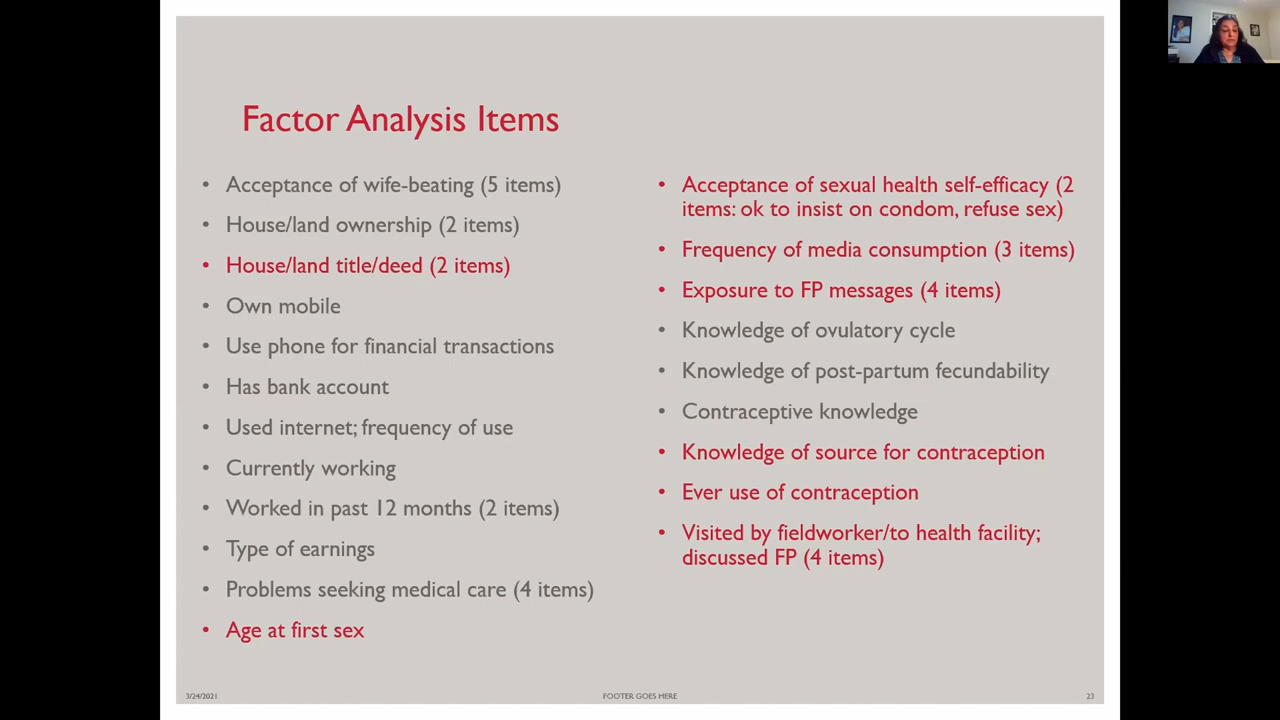 Factor Analysis Items
• Acceptance of wife-beating (5 items)
• House/land ownership (2 items)
• House/land title/deed (2 items)
• Own mobile
• Use phone for financial transactions
• Has bank account
• Used internet; frequency of use
• Currently working
• Worked in past 12 months (2 items)
• Type of earnings
• Problems seeking medical care (4 items)
• Age at first sex
• Acceptance of sexual health self-efficacy (2
items: ok to insist on condom, refuse sex)
• Frequency of media consumption (3 items)
• Exposure to FP messages (4 items)
• Knowledge of ovulatory cycle
• Knowledge of post-partum fecundability
• Contraceptive knowledge
• Knowledge of source for contraception
• Ever use of contraception
• Visited by fieldworker/to health facility;
discussed FP (4 items)
3/24/2021
FOOTER GOES HERE
23